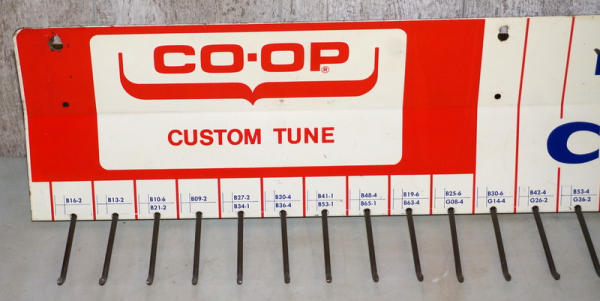 CO-OP®
CUSTOM TUNE
B16-2 B13-2 B10-6 B09-2 B27-2 B30-4 B41-1 B48-4 B19-6 B25-6 B30-6 B42-4 B53-4
B21-2 B34-1 B36-4 B53-1 B65-1 B63-4 G08-4 G14-4 G26-2 G36-2